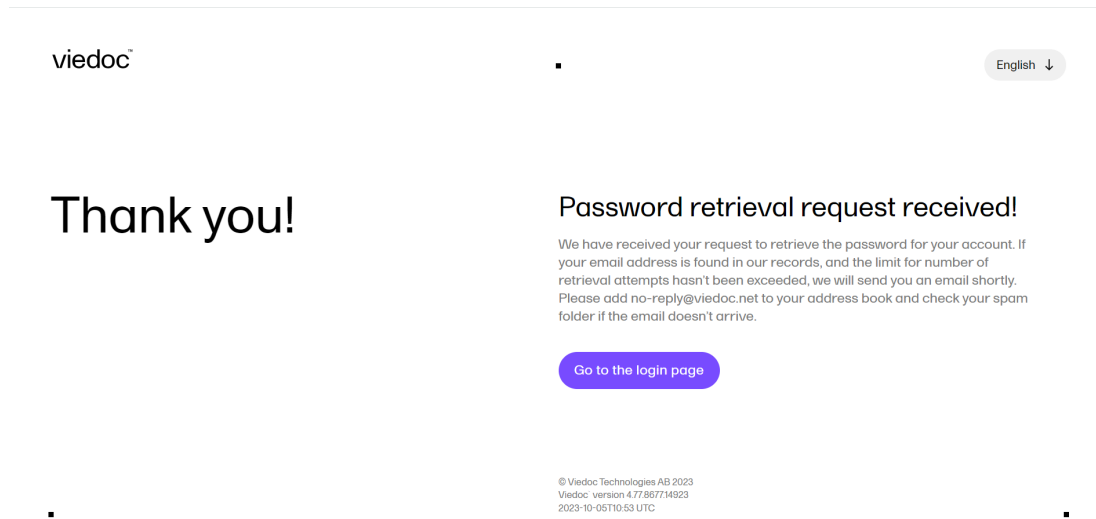 viedoc™
English ↓
Thank you!
Password retrieval request received!
We have received your request to retrieve the password for your account. If
your email address is found in our records, and the limit for number of
retrieval attempts hasn't been exceeded, we will send you an email shortly.
Please add no-reply@viedoc.net to your address book and check your spam
folder if the email doesn't arrive.
Go to the login page
© Viedoc Technologies AB 2023
Viedoc™ version 4.77.8677.14923
2023-10-05T10:53 UTC